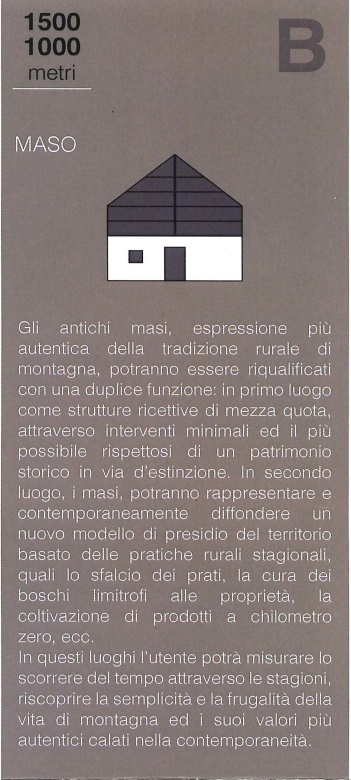 1500
1000
metri
B
MASO
Gli antichi masi, espressione più
autentica della tradizione rurale di
montagna, potranno essere riqualificati
con una duplice funzione: in primo luogo
come strutture ricettive di mezza quota,
attraverso interventi minimali ed il più
possibile rispettosi di un patrimonio
storico in via d'estinzione. In secondo
luogo, i masi, potranno rappresentare e
contemporaneamente diffondere un
nuovo modello di presidio del territorio
basato delle pratiche rurali stagionali,
quali lo sfalcio dei prati, la cura dei
boschi limitrofi alle proprietà, la
coltivazione di prodotti a chilometro
zero, ecc.
In questi luoghi l'utente potrà misurare lo
scorrere del tempo attraverso le stagioni,
riscoprire la semplicità e la frugalità della
vita di montagna ed i suoi valori più
autentici calati nella contemporaneità.